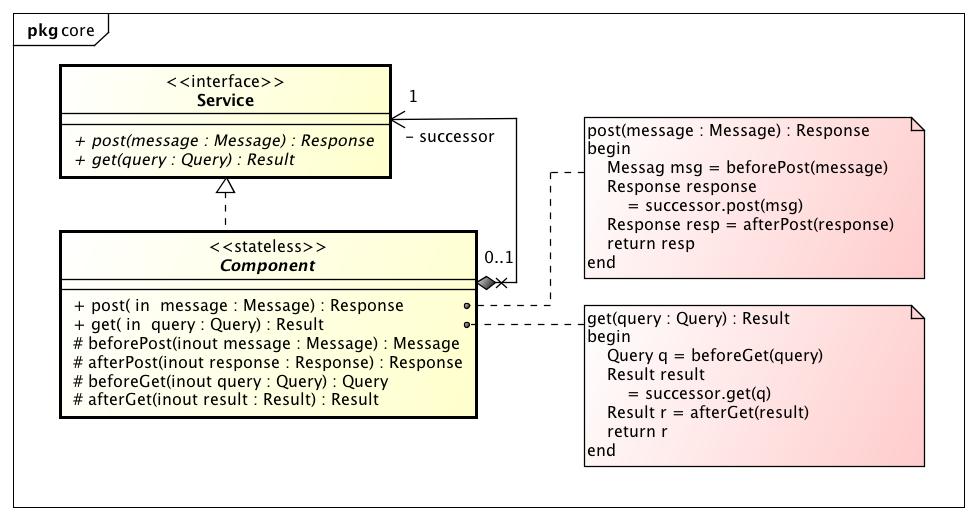 pkg core
<<interface>>
Service
+ post(message : Message) : Response
+ get(query : Query) : Result
1
– successor
<<stateless>>
Component
0..1
+ post( in message : Message) : Response
+ get( in query : Query) : Result
# beforePost(inout message : Message) : Message
# afterPost(inout response : Response) : Response
# beforeGet(inout query : Query) : Query
# afterGet(inout result : Result) : Result
post(message : Message) : Response
begin
Messag msg = beforePost(message)
Response response
= successor.post(msg)
Response resp = afterPost(response)
return resp
end
get(query : Query) : Result
begin
Query q = beforeGet(query)
Result result
= successor.get(q)
Result r = afterGet(result)
return r
end